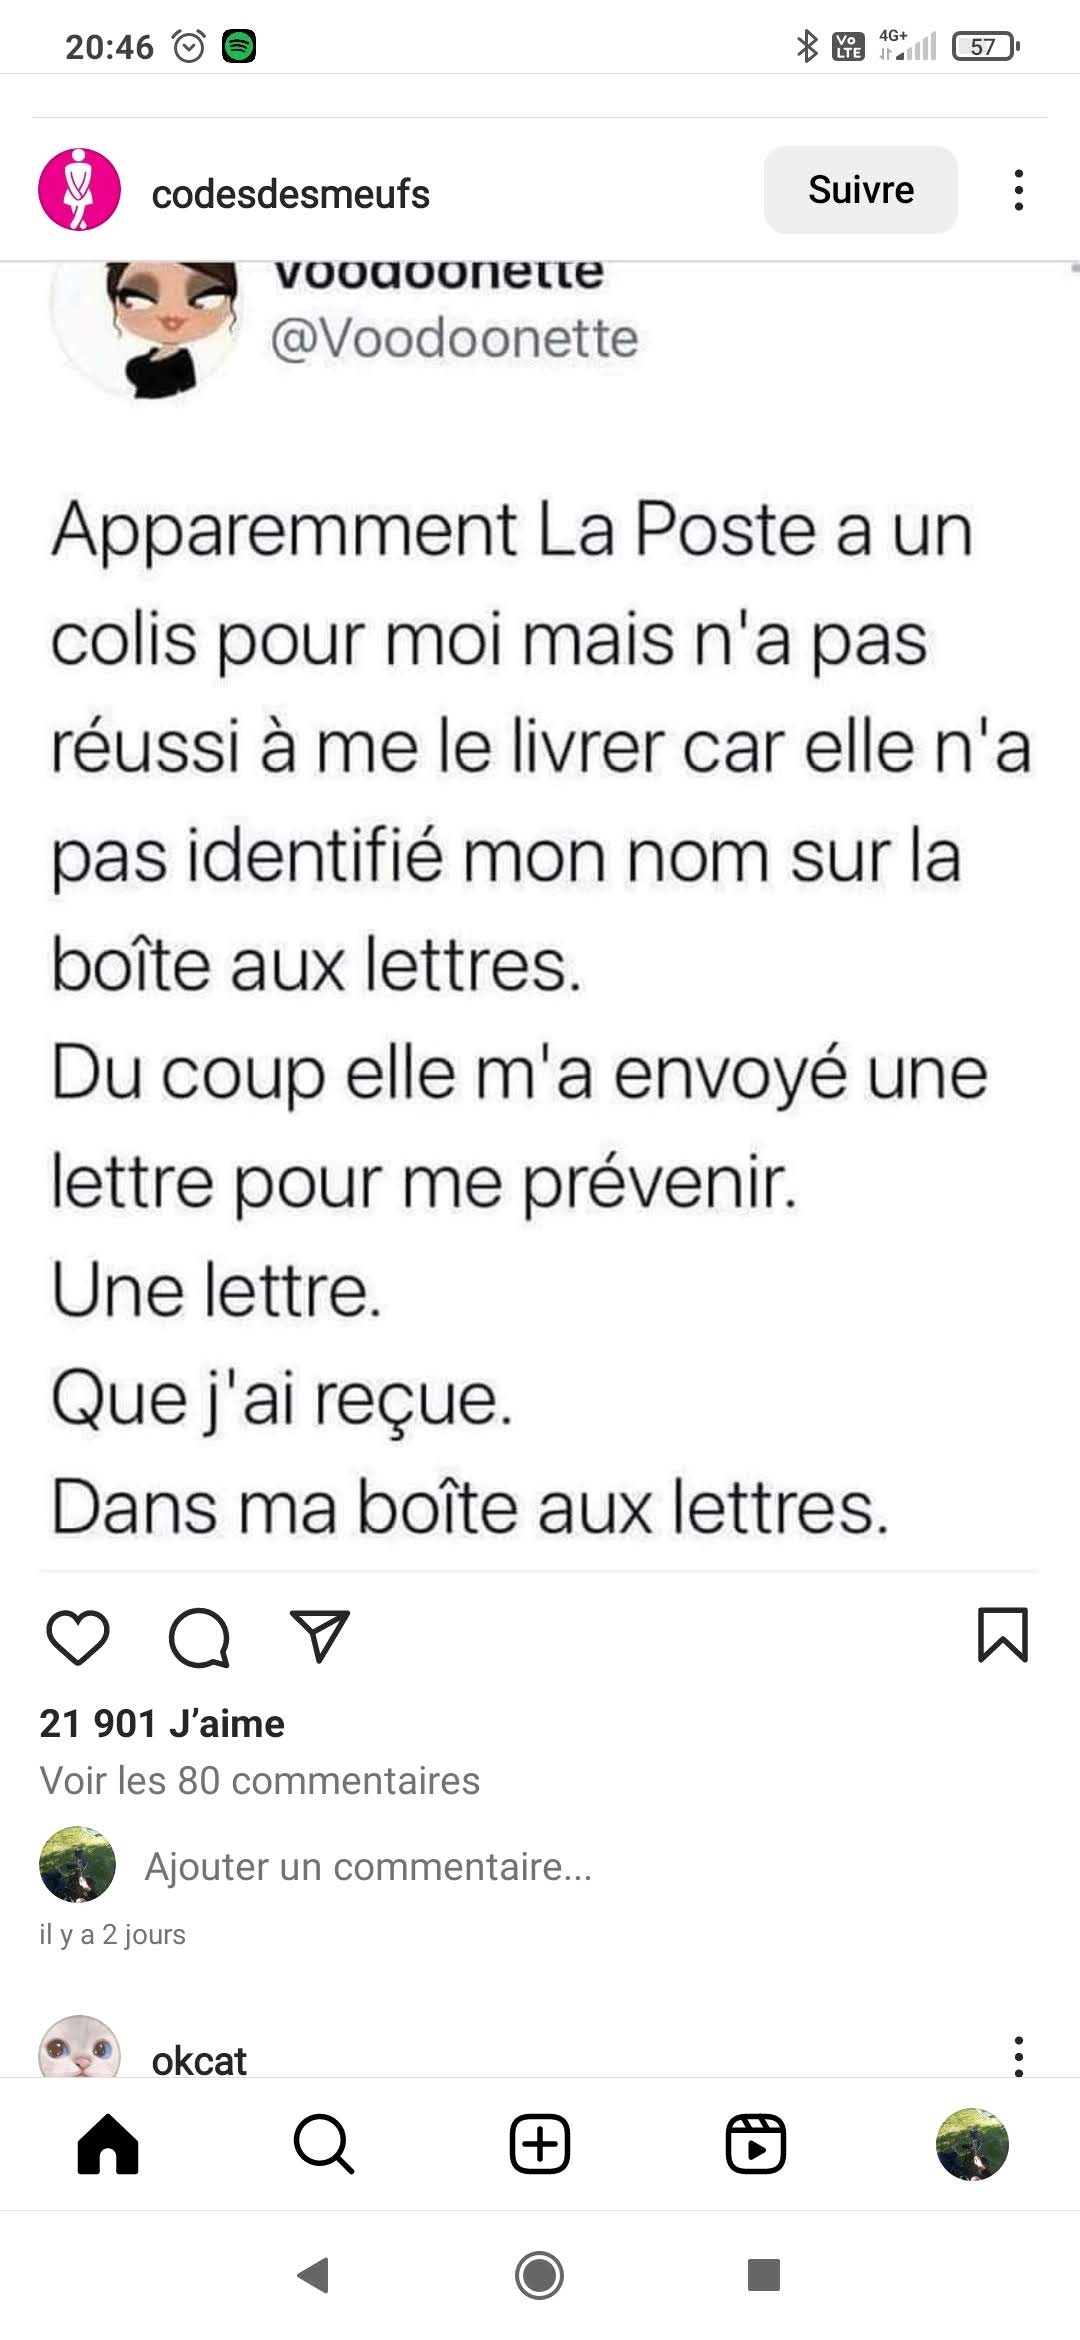 20:46
Vo LTE 4G+ 57
codesdesmeufs
Suivre
Voodoonette
@Voodoonette
Apparemment La Poste a un
colis pour moi mais n'a pas
réussi à me le livrer car elle n'a
pas identifié mon nom sur la
boîte aux lettres.
Du coup elle m'a envoyé une
lettre pour me prévenir.
Une lettre.
Que j'ai reçue.
Dans ma boîte aux lettres.
21 901 J’aime
Voir les 80 commentaires
Ajouter un commentaire...
il y a 2 jours
okcat